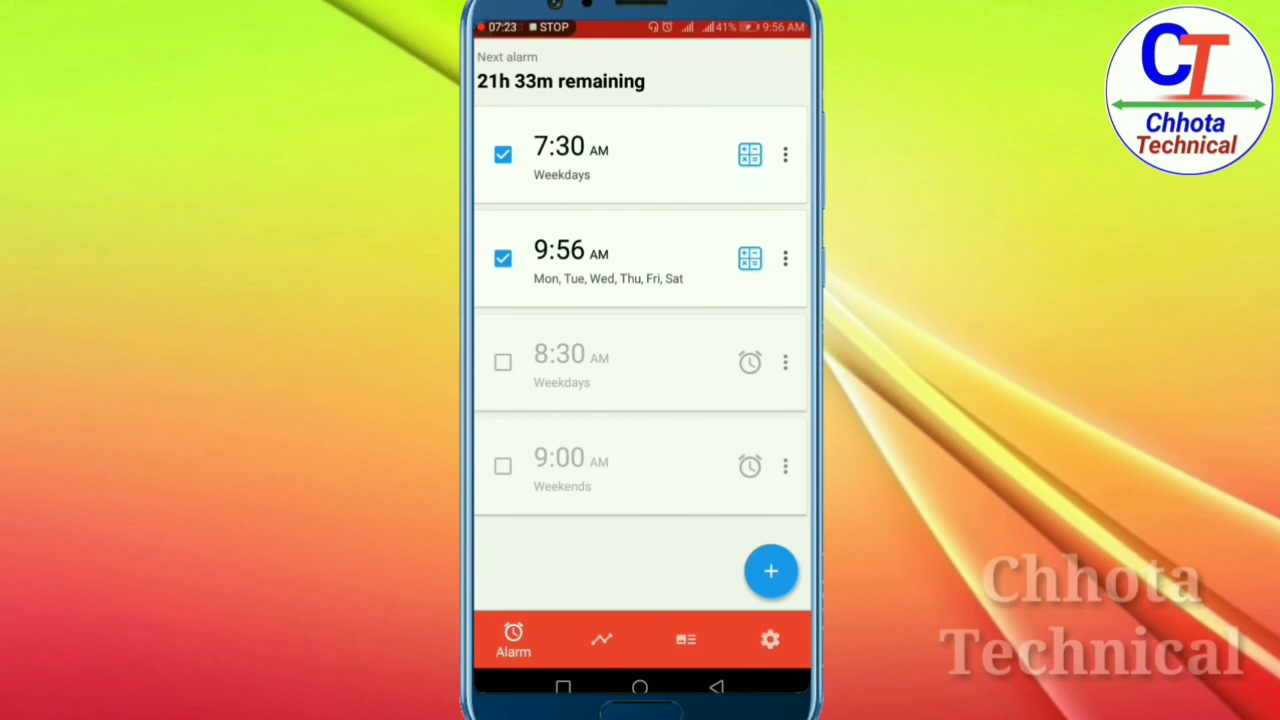 07:23 STOP
41% 9:56 AM
Next alarm
21h 33m remaining
7:30 AM
Weekdays
9:56 AM
Mon, Tue, Wed, Thu, Fri, Sat
8:30 AM
Weekdays
9:00 AM
Weekends
+
Alarm
CT
Chhota
Technical
Chhota
Technical